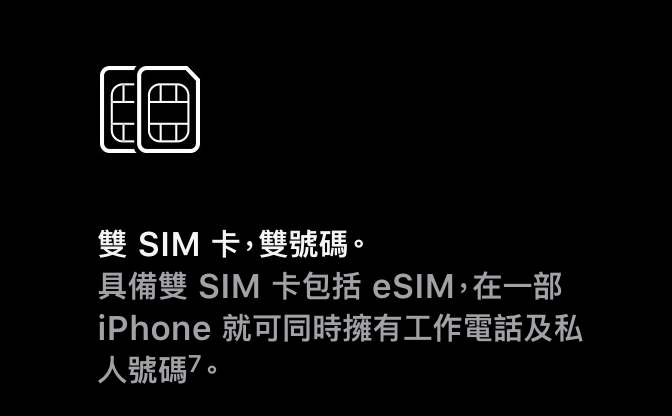 雙 SIM 卡，雙號碼。
具備雙 SIM 卡包括 eSIM，在一部
iPhone 就可同時擁有工作電話及私
人號碼⁷。